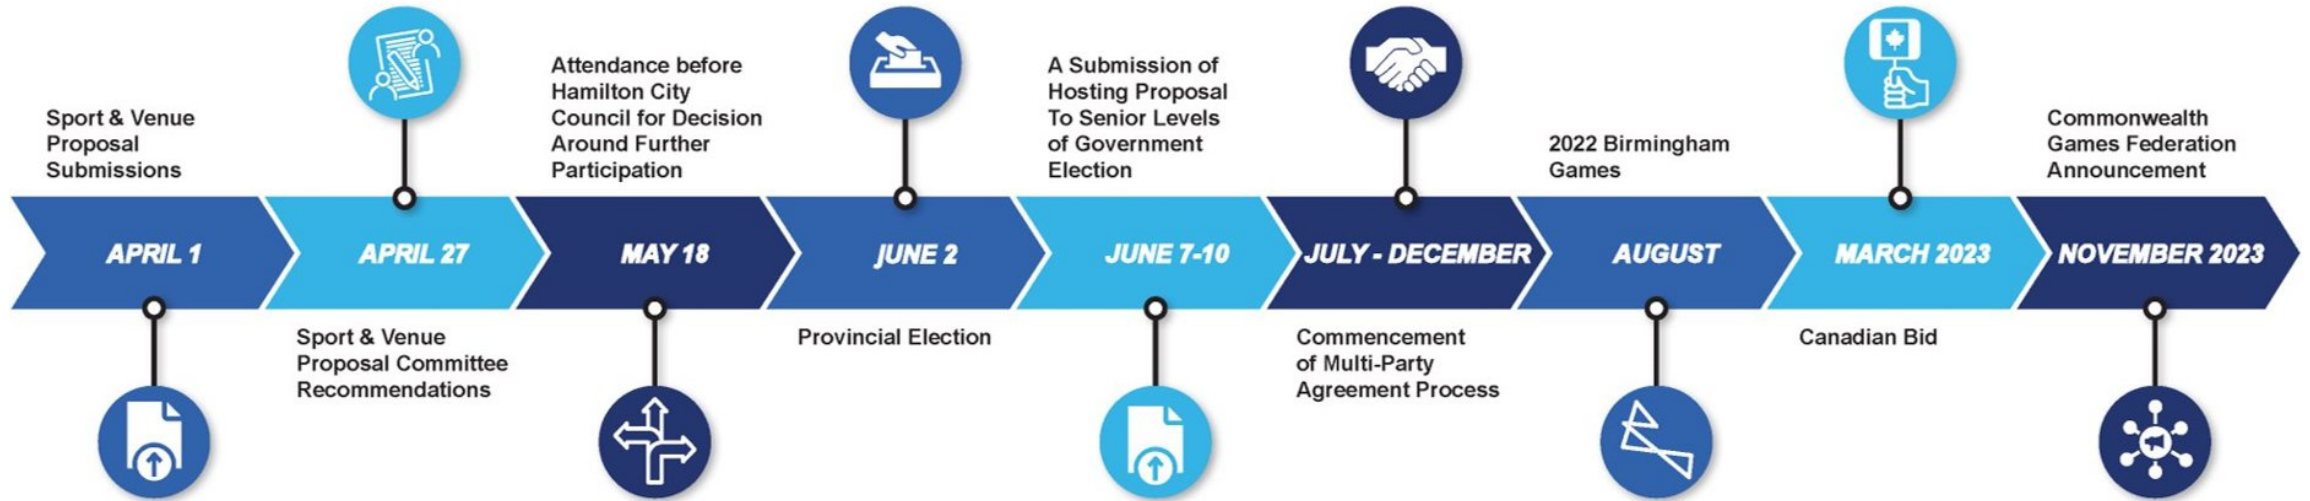 Sport & Venue
Proposal
Submissions
APRIL 1
APRIL 27
Sport & Venue
Proposal Committee
Recommendations
Attendance before
Hamilton City
Council for Decision
Around Further
Participation
MAY 18
JUNE 2
Provincial Election
A Submission of
Hosting Proposal
To Senior Levels
of Government
Election
JUNE 7-10
JULY - DECEMBER
Commencement
of Multi-Party
Agreement Process
2022 Birmingham
Games
AUGUST
MARCH 2023
Canadian Bid
Commonwealth
Games Federation
Announcement
NOVEMBER 2023